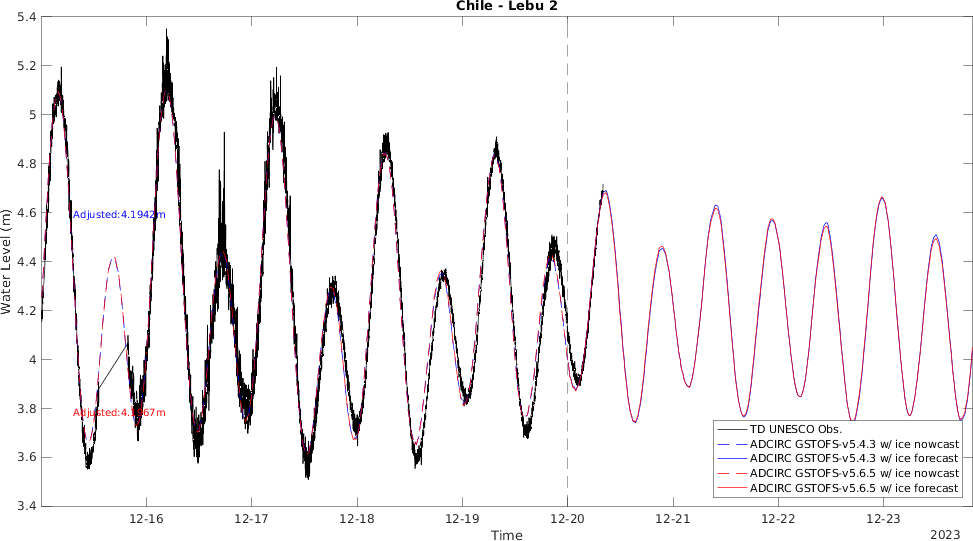 Chile - Lebu 2
5.4
5.2
5
4.8
4.6
4.4
4.2
4
3.8
3.6
3.4
Water Level (m)
Adjusted:4.1942m
TD UNESCO Obs.
ADCIRC GSTOFS-v5.4.3 w/ ice nowcast
ADCIRC GSTOFS-v5.4.3 w/ ice forecast
ADCIRC GSTOFS-v5.6.5 w/ ice nowcast
ADCIRC GSTOFS-v5.6.5 w/ ice forecast
12-16
12-17
12-18
12-19
12-20
12-21
12-22
12-23
Time
2023